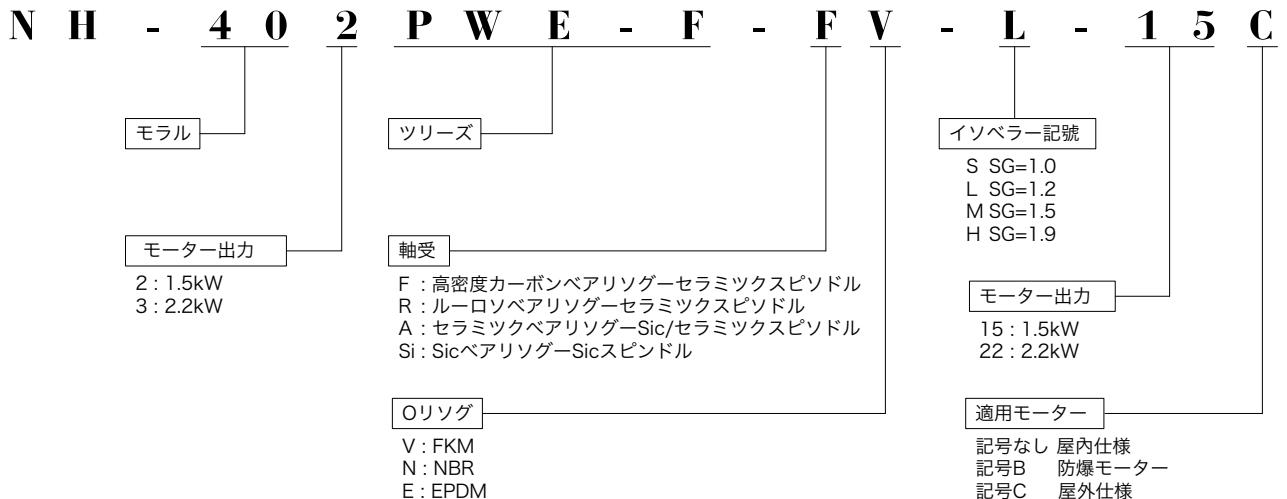 NH-402PWE-F-FV-L-15C
モラル
ツリーズ
イソペラー記號
S SG=1.0
L SG=1.2
M SG=1.5
H SG=1.9
モーター出力
2 : 1.5kW
3 : 2.2kW
軸受
F : 高密度カーボンベアリソグーセラミツクスピソドル
R : ルーロソベアリソグーセラミツクスピソドル
A : セラミツクベアリソグーSic/セラミツクスピソドル
Si : SicベアリソグーSicスピンドル
モーター出力
15 : 1.5kW
22 : 2.2kW
Oリソグ
V : FKM
N : NBR
E : EPDM
適用モーター
記号なし 屋內仕様
記号B 防爆モーター
記号C 屋外仕様